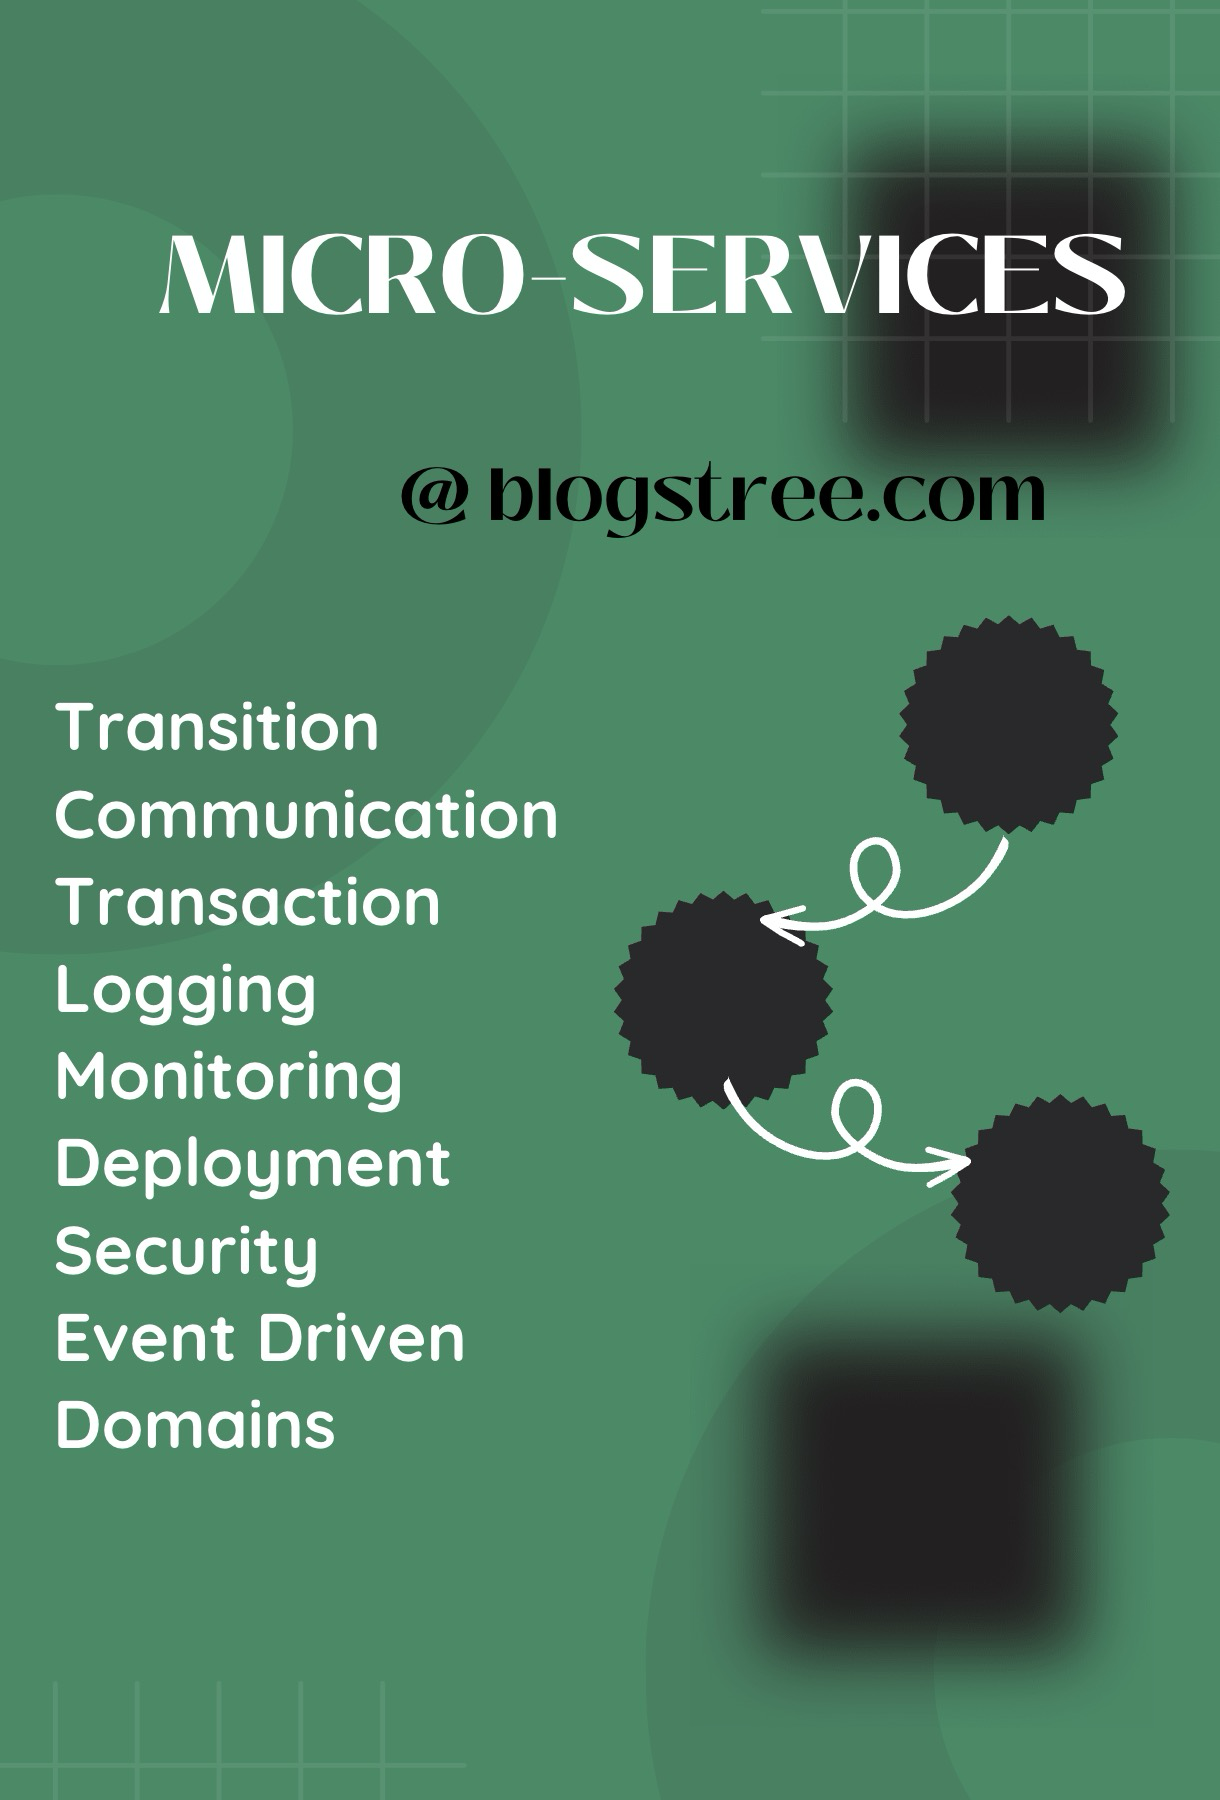 MICRO-SERVICES
@ blogstree.com
Transition
Communication
Transaction
Logging
Monitoring
Deployment
Security
Event Driven
Domains